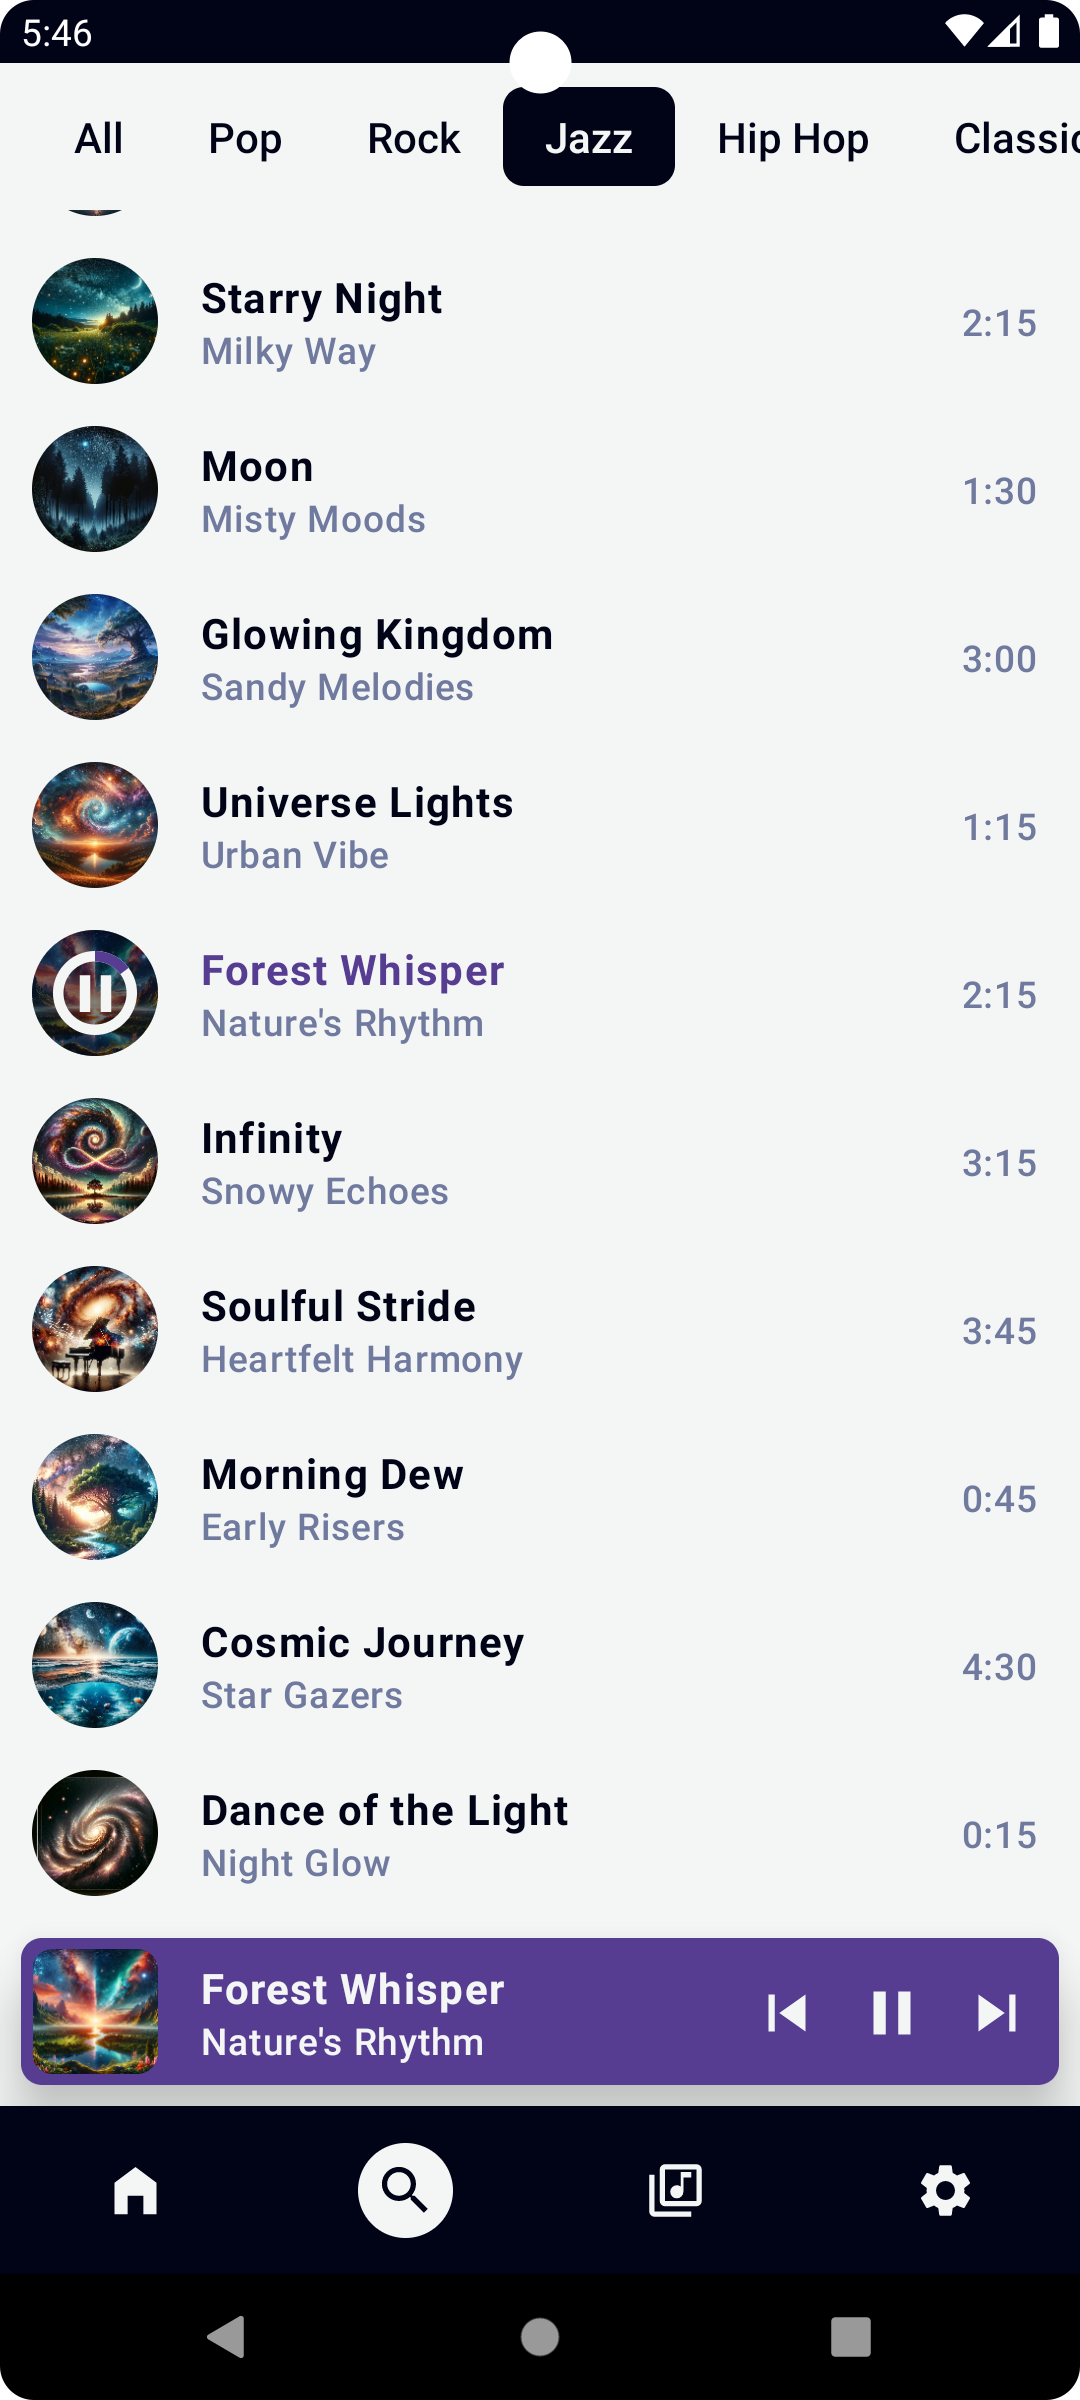 5:46
All Pop Rock Jazz Hip Hop Classic
Starry Night
Milky Way
2:15
Moon
Misty Moods
1:30
Glowing Kingdom
Sandy Melodies
3:00
Universe Lights
Urban Vibe
1:15
Forest Whisper
Nature's Rhythm
2:15
Infinity
Snowy Echoes
3:15
Soulful Stride
Heartfelt Harmony
3:45
Morning Dew
Early Risers
0:45
Cosmic Journey
Star Gazers
4:30
Dance of the Light
Night Glow
0:15
Forest Whisper
Nature's Rhythm